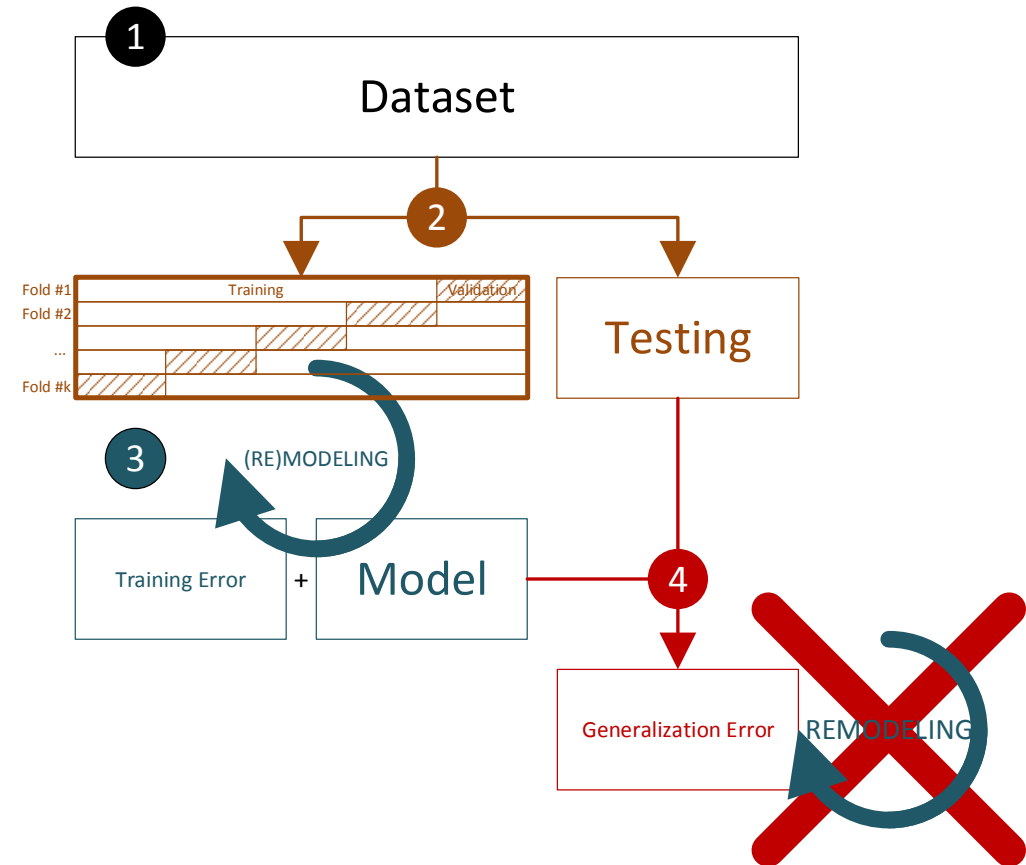 1
Dataset
2
Fold #1 Training Validation
Fold #2
...
Fold #k
Testing
3
(RE)MODELING
Training Error + Model
4
Generalization Error
REMODELING